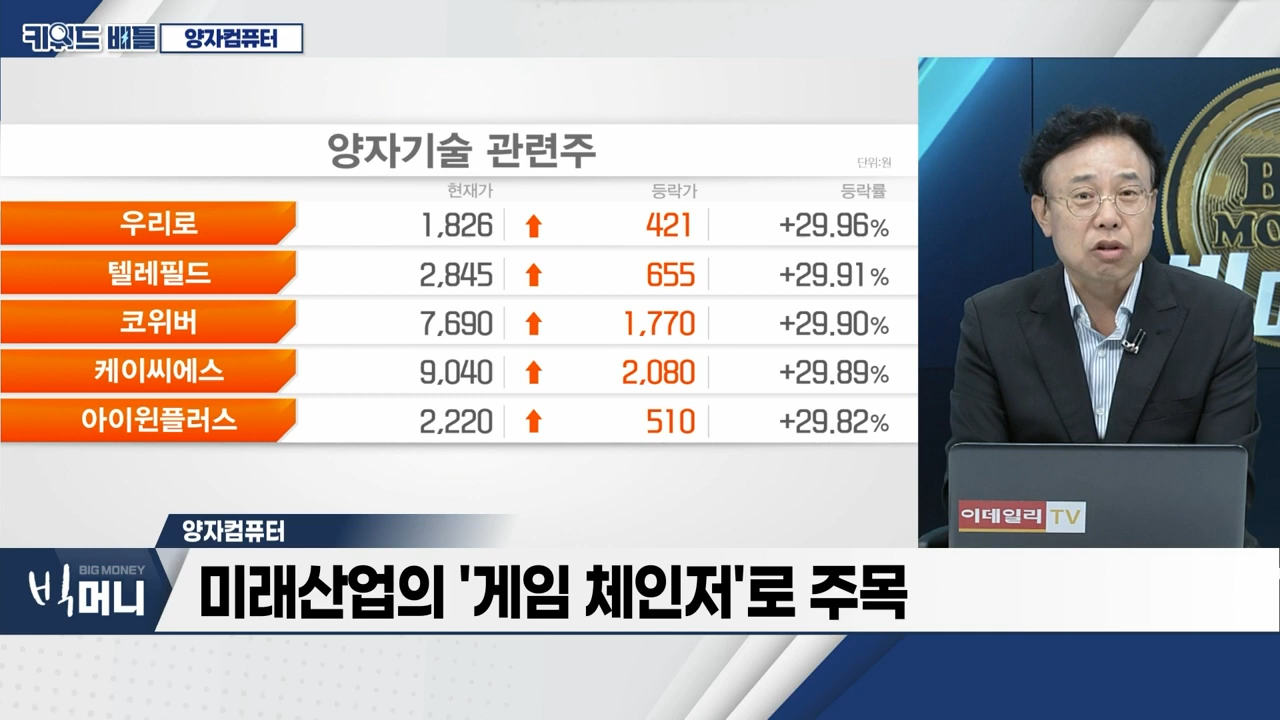 키워드 배틀 양자컴퓨터
양자기술 관련주
단위:원
현재가 등락가 등락률
우리로 1,826 421 +29.96%
텔레필드 2,845 655 +29.91%
코위버 7,690 1,770 +29.90%
케이씨에스 9,040 2,080 +29.89%
아이윈플러스 2,220 510 +29.82%
이데일리TV
양자컴퓨터
BIG MONEY
빅머니
미래산업의 '게임 체인저'로 주목